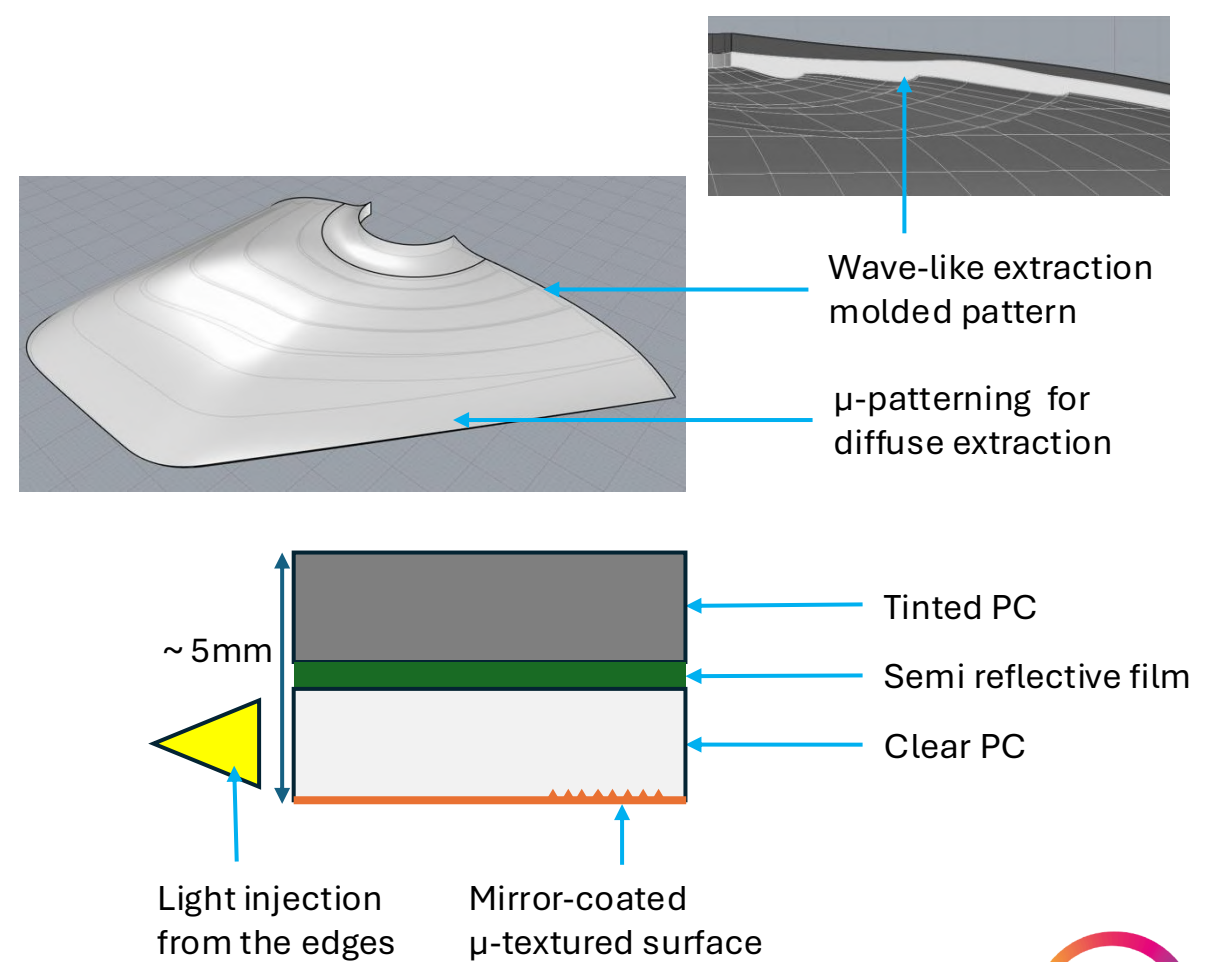 Wave-like extraction
molded pattern
μ-patterning for
diffuse extraction
~ 5mm
Tinted PC
Semi reflective film
Clear PC
Light injection
from the edges
Mirror-coated
μ-textured surface